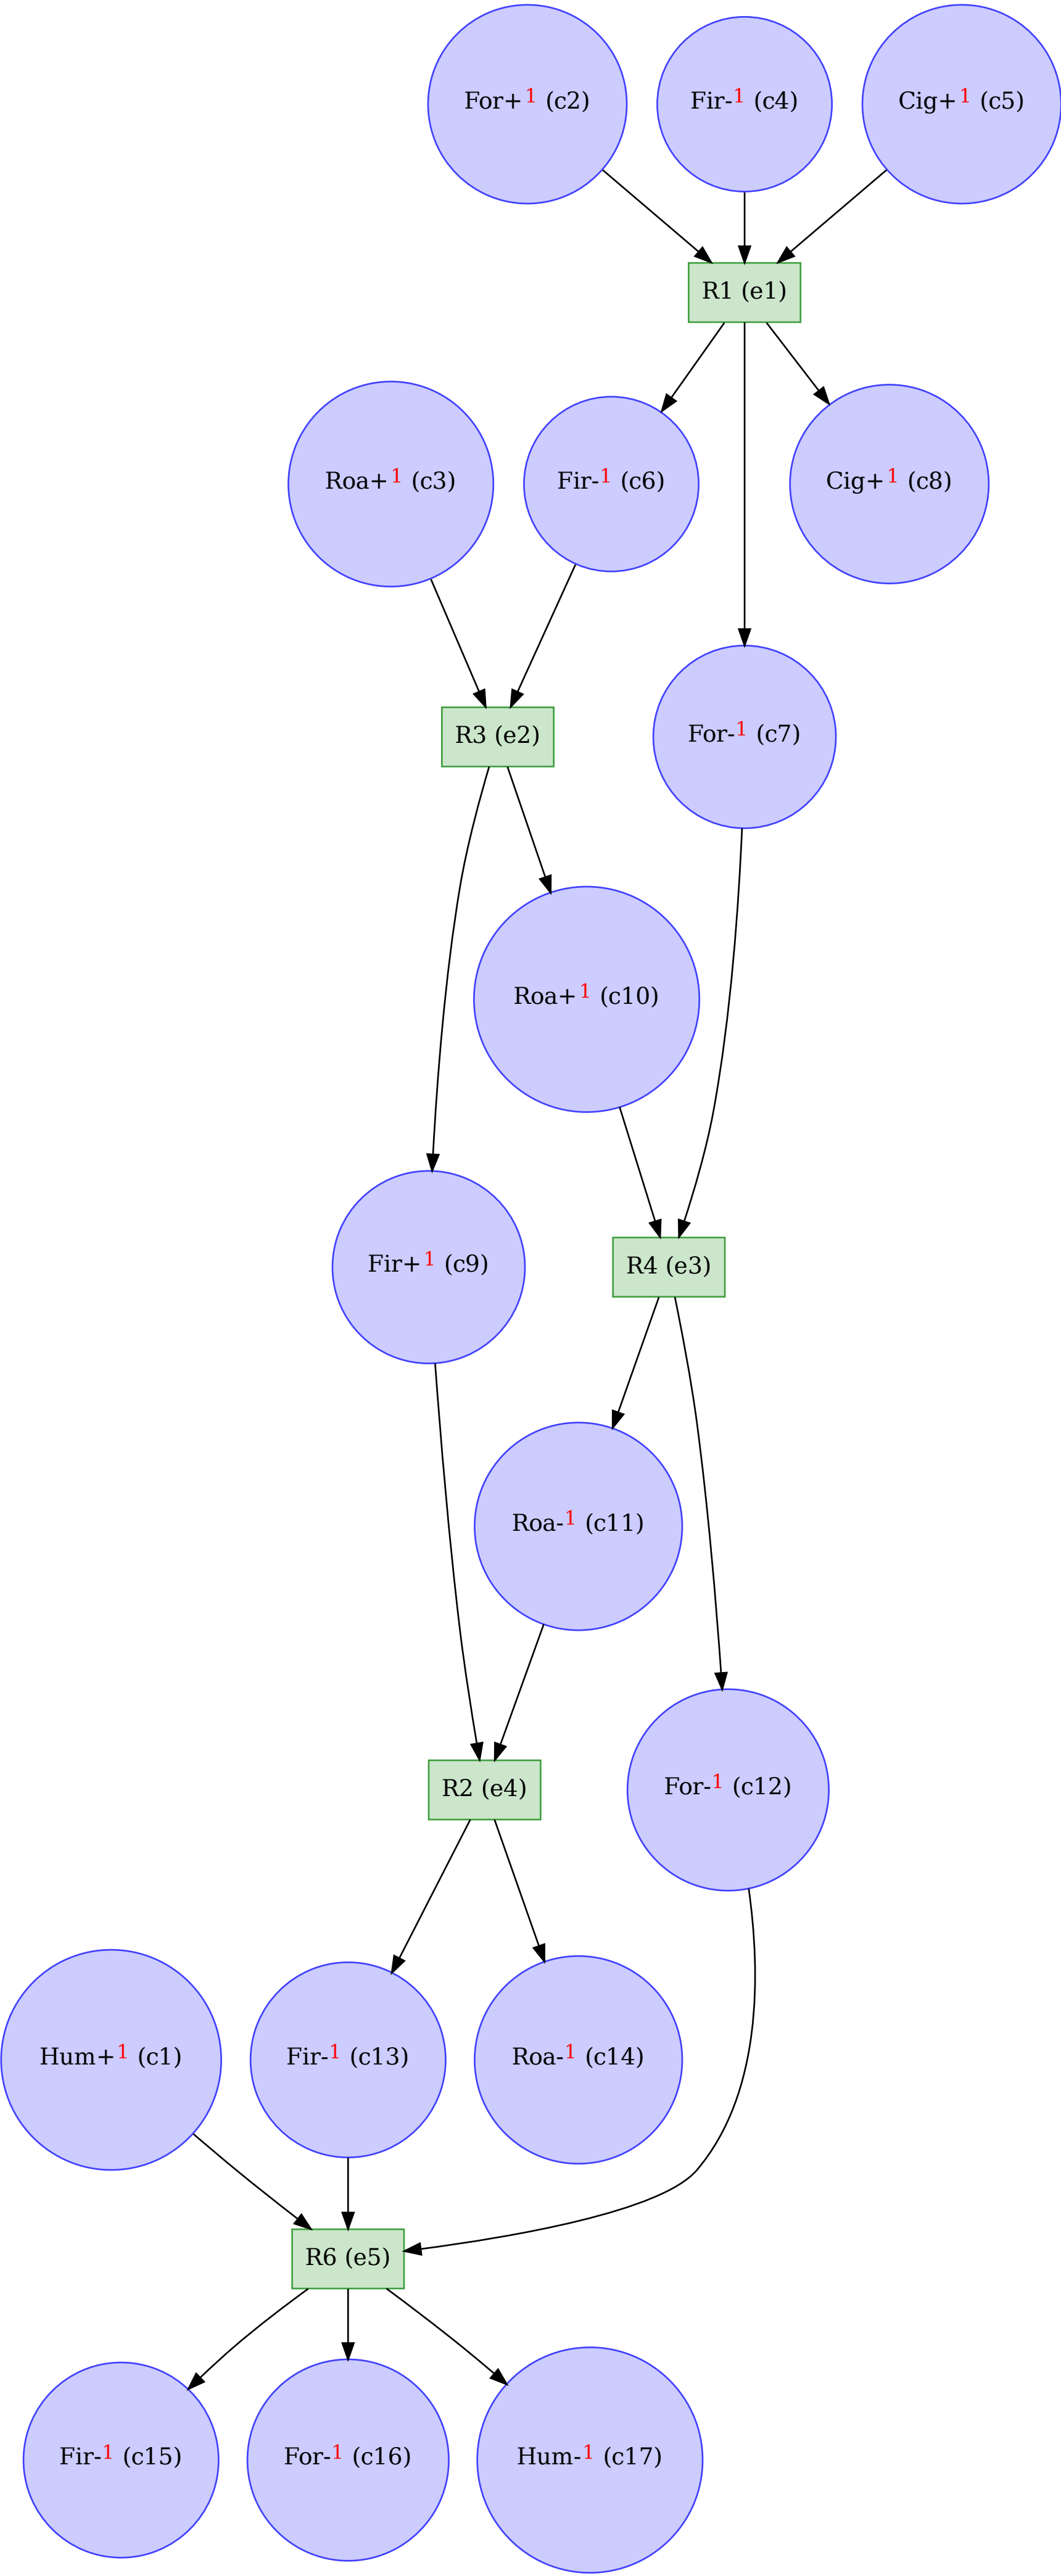 For+1 (c2)
Fir-1 (c4)
Cig+1 (c5)
R1 (e1)
Roa+1 (c3)
Fir-1 (c6)
Cig+1 (c8)
R3 (e2)
For-1 (c7)
Roa+1 (c10)
Fir+1 (c9)
R4 (e3)
Roa-1 (c11)
R2 (e4)
For-1 (c12)
Hum+1 (c1)
Fir-1 (c13)
Roa-1 (c14)
R6 (e5)
Fir-1 (c15)
For-1 (c16)
Hum-1 (c17)